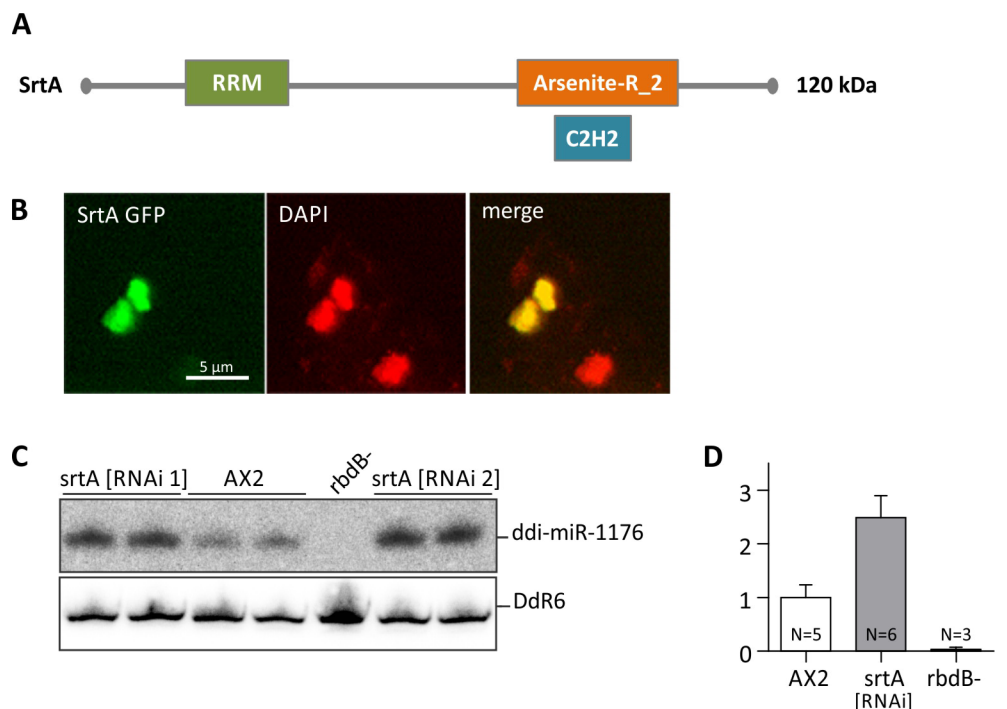 A
SrtA
RRM
Arsenite-R_2
120 kDa
C2H2
B
SrtA GFP
DAPI
merge
5 µm
C
srtA [RNAi 1]
AX2
rbdB-
srtA [RNAi 2]
ddi-miR-1176
DdR6
D
3
2
1
0
N=5
N=6
N=3
AX2
srtA
[RNAi]
rbdB-